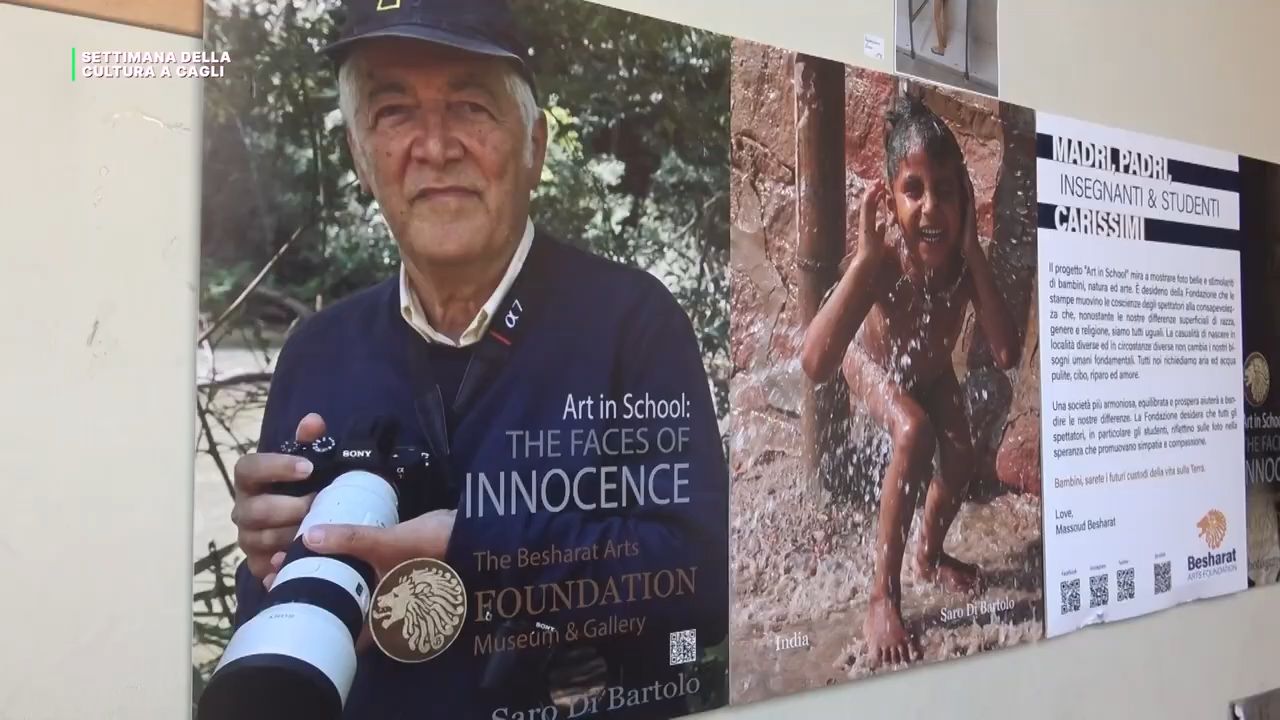 SETTIMANA DELLA
CULTURA A CAGLI
α7
SONY
Art in School:
THE FACES OF
INNOCENCE
The Besharat Arts
FOUNDATION
Museum & Gallery
SONY
Saro Di Bartolo
India
Saro Di Bartolo
MADRI, PADRI,
INSEGNANTI & STUDENTI
CARISSIMI
Il progetto "Art in School" mira a mostrare foto belle e stimolanti
di bambini, natura ed arte. È desiderio della Fondazione che le
stampe muovino le coscienze degli spettatori alla consapevolez-
za che, nonostante le nostre differenze superficiali di razza,
genere e religione, siamo tutti uguali. La casualità di nascere in
località diverse ed in circostanze diverse non cambia i nostri bi-
sogni umani fondamentali. Tutti noi richiediamo aria ed acqua
pulite, cibo, riparo ed amore.
Una società più armoniosa, equilibrata e prospera aiuterà a ben-
dire le nostre differenze. La Fondazione desidera che tutti gli
spettatori, in particolare gli studenti, riflettino sulle foto nella
speranza che promuovano simpatia e compassione.
Bambini, sarete i futuri custodi della vita sulla Terra.
Love,
Massoud Besharat
Facebook
Instagram
Twitter
Besharat
ARTS FOUNDATION